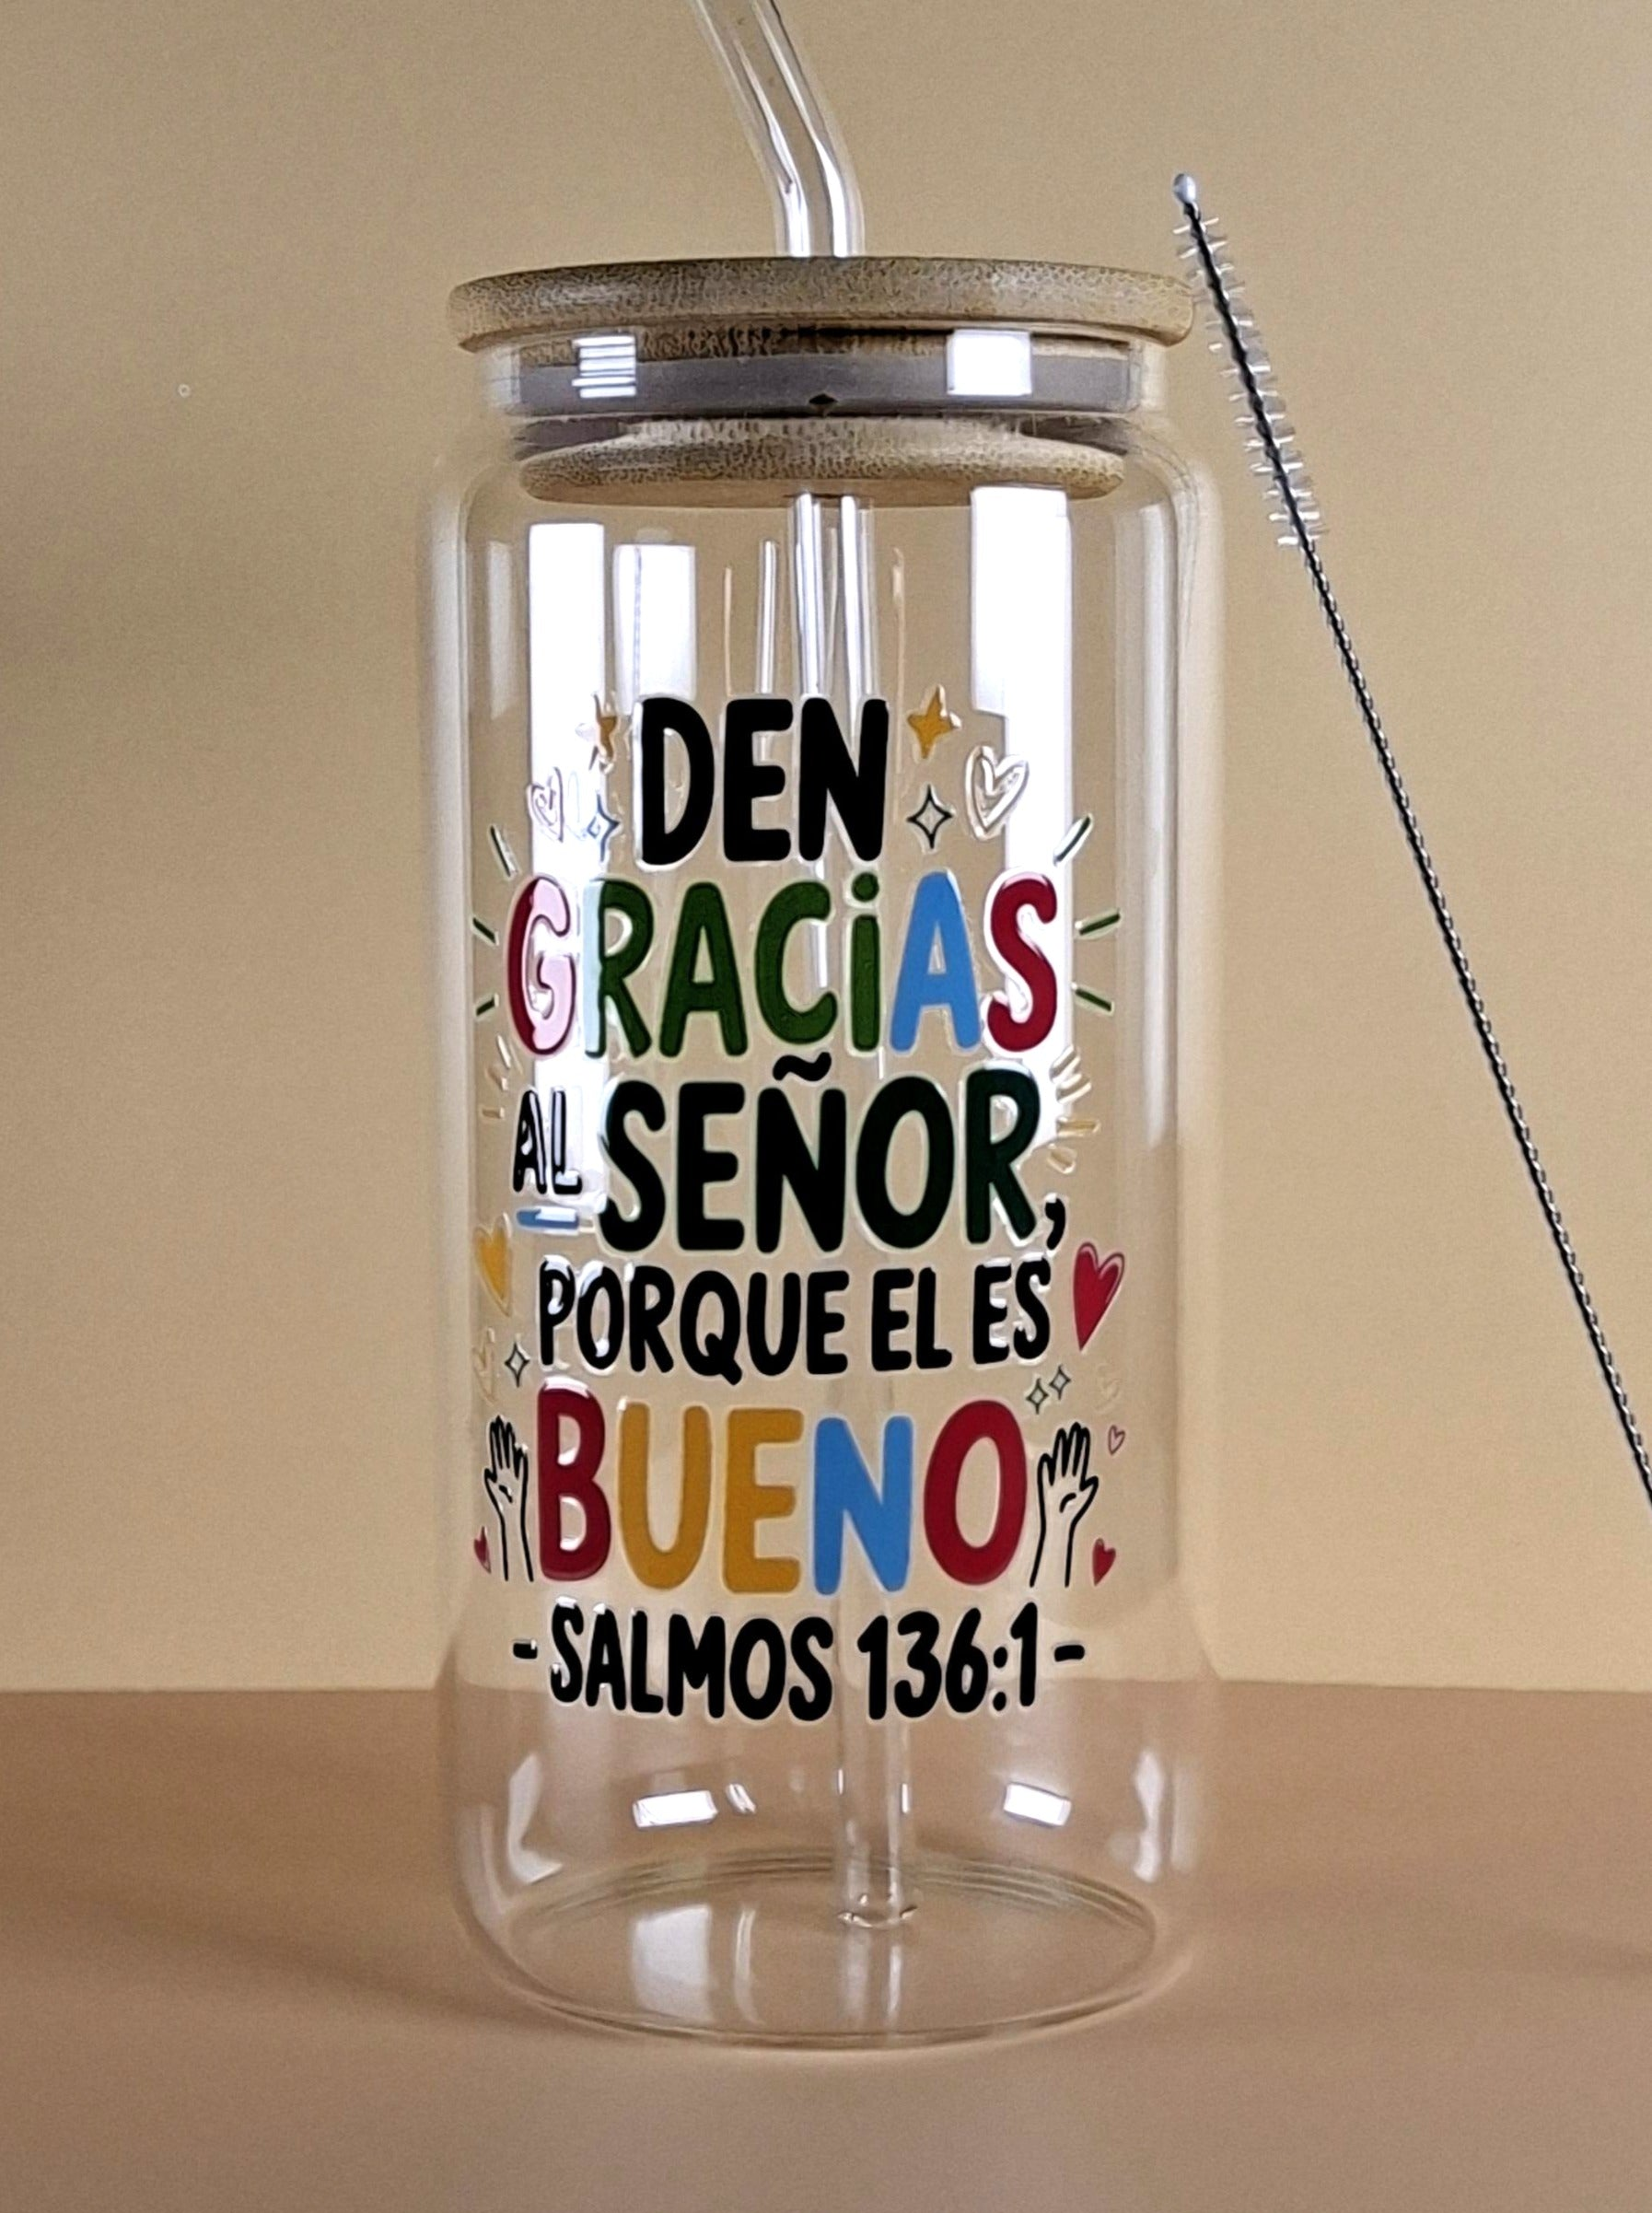 DEN
GRACiAS
AL SEÑOR,
PORQUE EL ES
BUENO
-SALMOS 136:1-